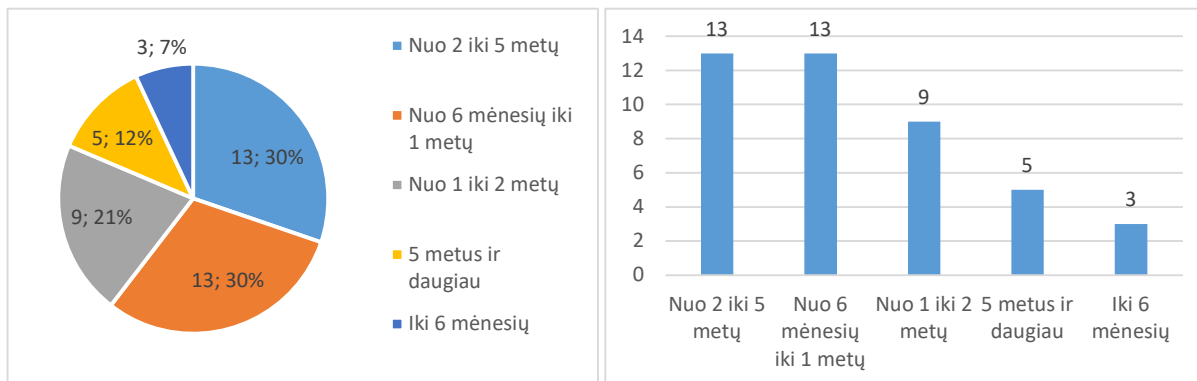 3; 7%
5; 12%
13; 30%
9; 21%
13; 30%
Nuo 2 iki 5 metų
Nuo 6 mėnesių iki
1 metų
Nuo 1 iki 2 metų
5 metus ir
daugiau
Iki 6 mėnesių
14
12
10
8
6
4
2
0
13
13
9
5
3
Nuo 2 iki 5
metų
Nuo 6
mėnesių
iki 1 metų
Nuo 1 iki 2
metų
5 metus ir
daugiau
Iki 6
mėnesių